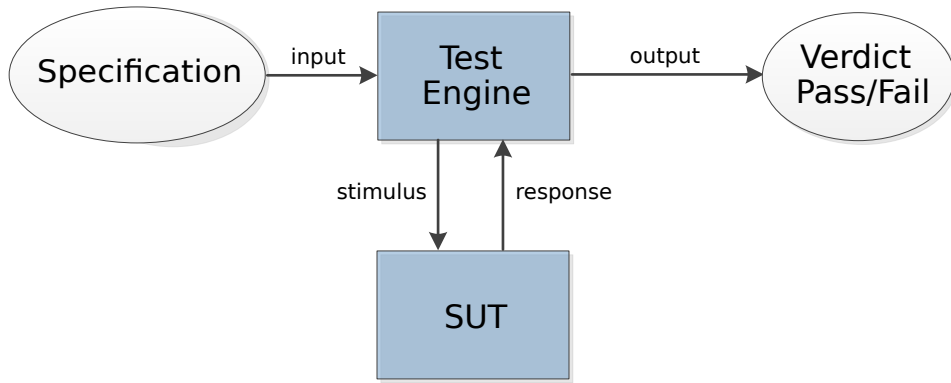 Specification
input
Test
Engine
output
Verdict
Pass/Fail
stimulus
response
SUT